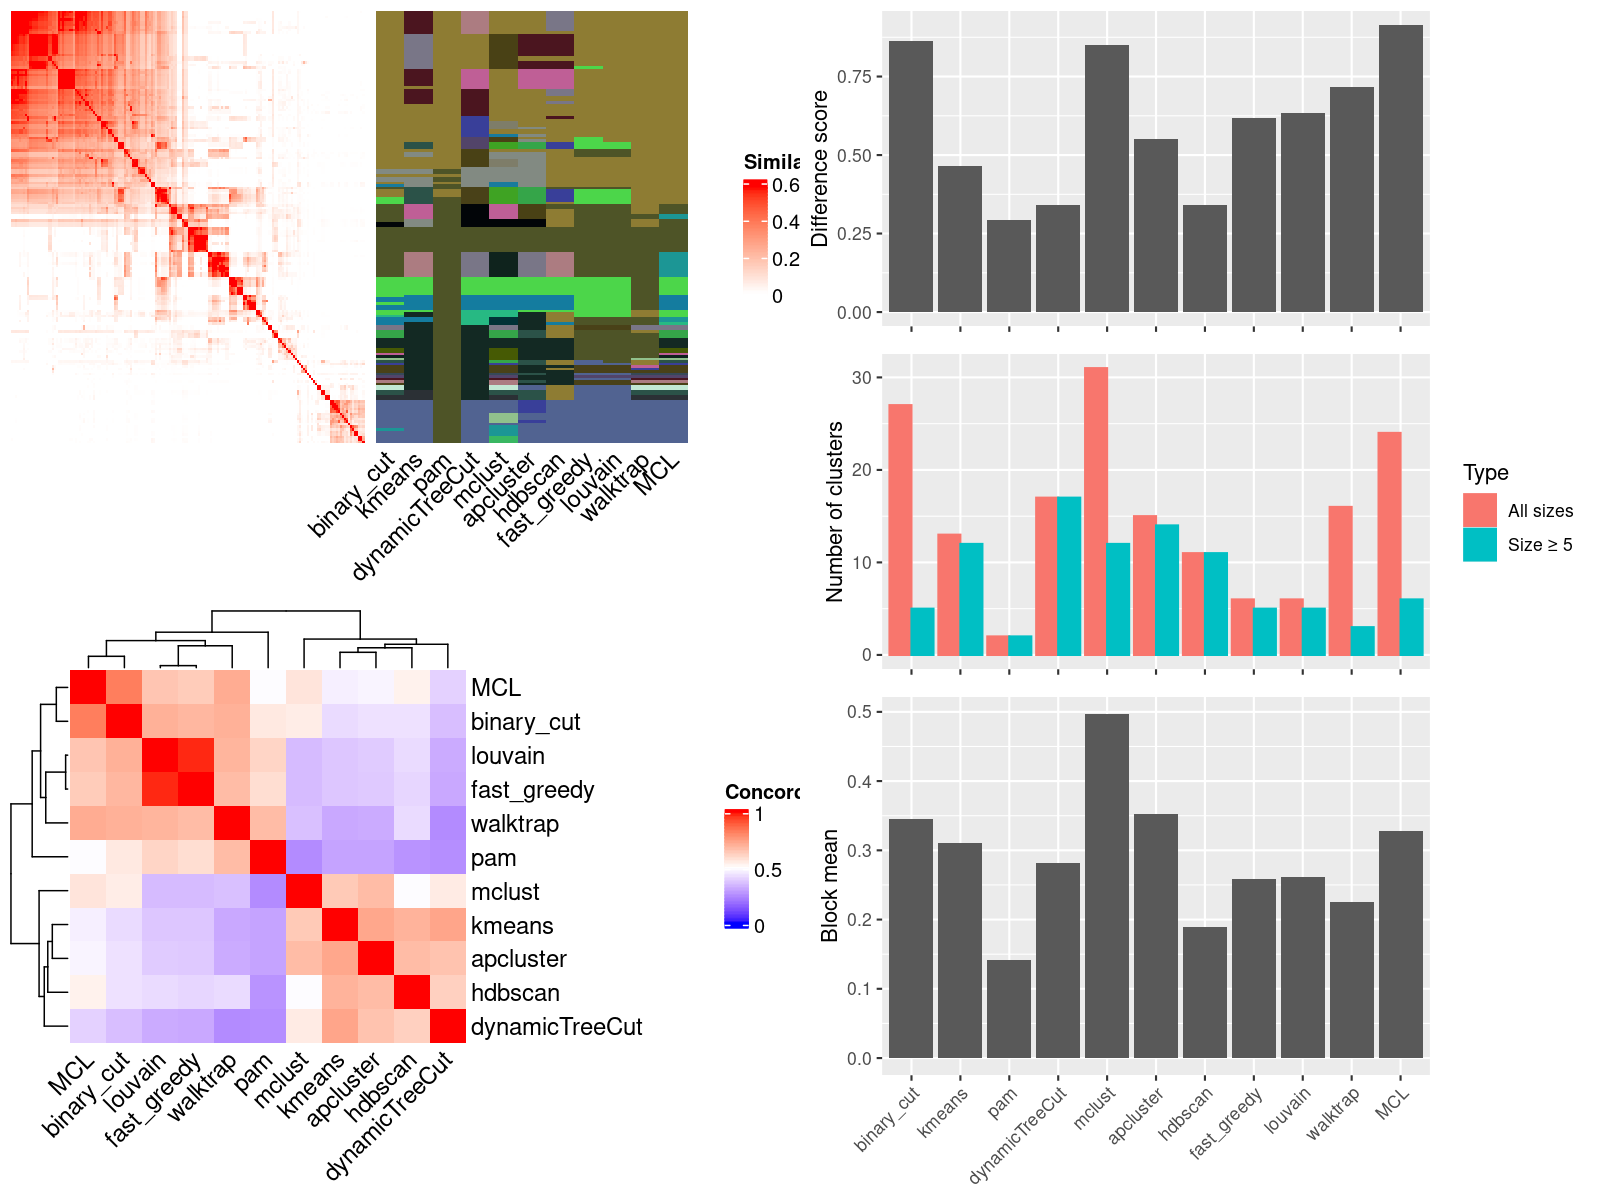 Simila
0.6
0.4
0.2
0
binary_cut
kmeans
pam
dynamicTreeCut
mclust
apcluster
hdbscan
fast_greedy
louvain
walktrap
MCL
Difference score
0.75
0.50
0.25
0.00
Number of clusters
30
20
10
0
Type
All sizes
Size ≥ 5
Block mean
0.5
0.4
0.3
0.2
0.1
0.0
binary_cut
kmeans
pam
dynamicTreeCut
mclust
apcluster
hdbscan
fast_greedy
louvain
walktrap
MCL
MCL
binary_cut
louvain
fast_greedy
walktrap
pam
mclust
kmeans
apcluster
hdbscan
dynamicTreeCut
MCL
binary_cut
louvain
fast_greedy
walktrap
pam
mclust
kmeans
apcluster
hdbscan
dynamicTreeCut
Concord
1
0.5
0